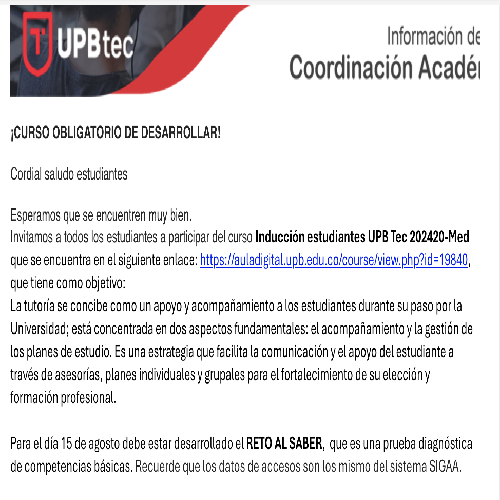 UPBtec
Información de
Coordinación Acadé
¡CURSO OBLIGATORIO DE DESARROLLAR!
Cordial saludo estudiantes
Esperamos que se encuentren muy bien.
Invitamos a todos los estudiantes a participar del curso Inducción estudiantes UPB Tec 202420-Med
que se encuentra en el siguiente enlace: https://auladigital.upb.edu.co/course/view.php?id=19840,
que tiene como objetivo:
La tutoría se concibe como un apoyo y acompañamiento a los estudiantes durante su paso por la
Universidad; está concentrada en dos aspectos fundamentales: el acompañamiento y la gestión de
los planes de estudio. Es una estrategia que facilita la comunicación y el apoyo del estudiante a
través de asesorías, planes individuales y grupales para el fortalecimiento de su elección y
formación profesional.
Para el día 15 de agosto debe estar desarrollado el RETO AL SABER, que es una prueba diagnóstica
de competencias básicas. Recuerde que los datos de accesos son los mismo del sistema SIGAA.